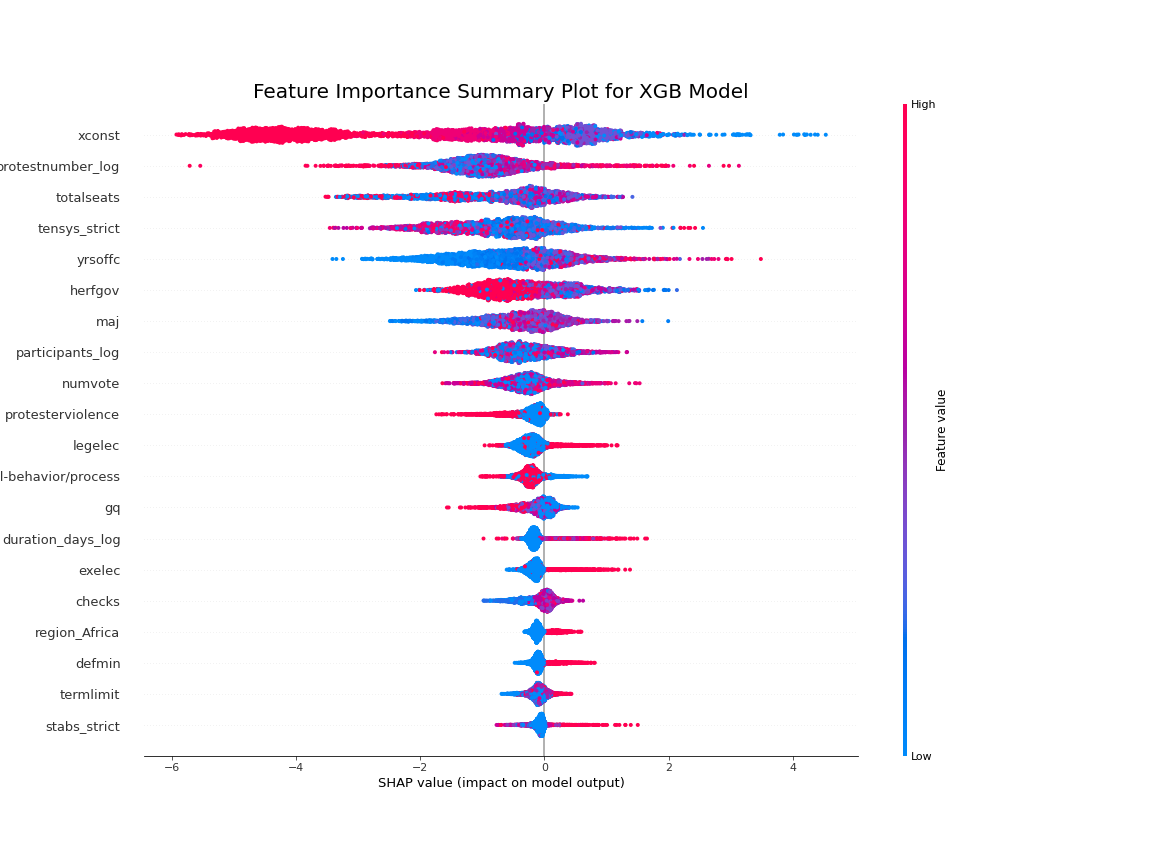 Feature Importance Summary Plot for XGB Model
High
xconst
protestnumber_log
totalseats
tensys_strict
yrsoffc
herfgov
maj
participants_log
numvote
protesterviolence
legelec
l-behavior/process
gq
duration_days_log
exelec
checks
region_Africa
defmin
termlimit
stabs_strict
Feature value
Low
−6 −4 −2 0 2 4
SHAP value (impact on model output)